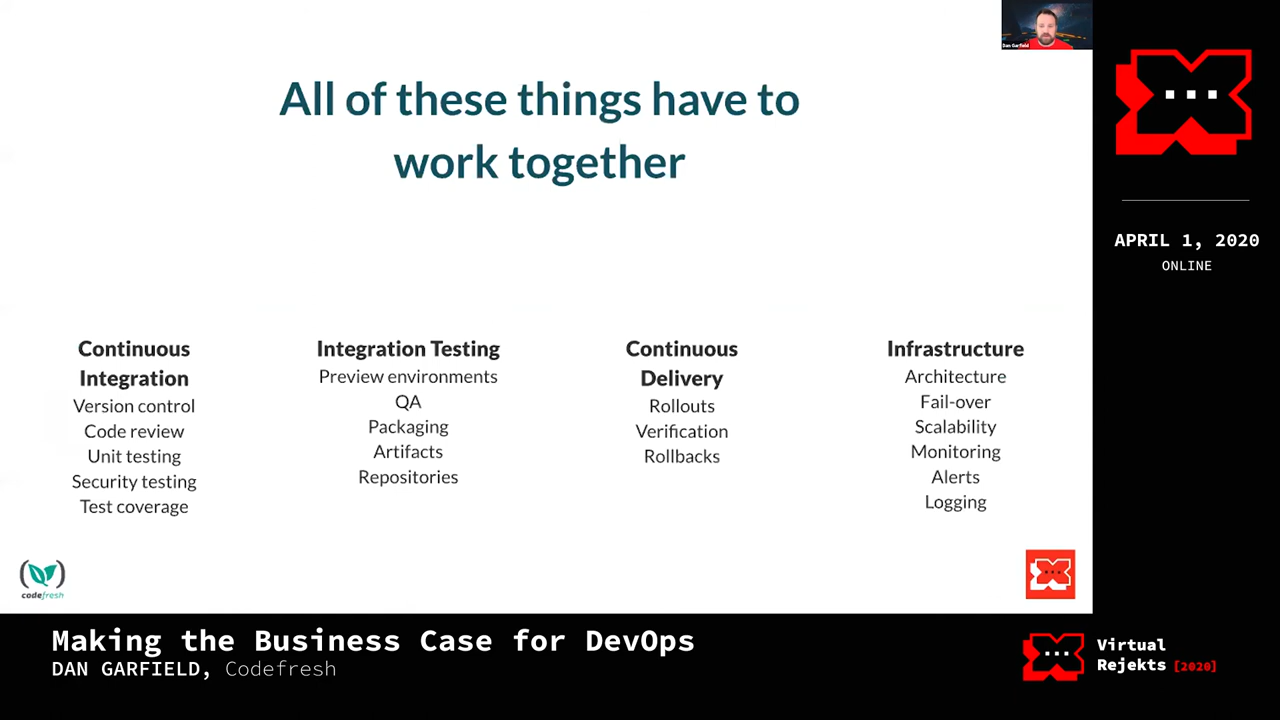 All of these things have to
work together
Continuous
Integration
Version control
Code review
Unit testing
Security testing
Test coverage
Integration Testing
Preview environments
QA
Packaging
Artifacts
Repositories
Continuous
Delivery
Rollouts
Verification
Rollbacks
Infrastructure
Architecture
Fail-over
Scalability
Monitoring
Alerts
Logging
codefresh
Dan Garfield
APRIL 1, 2020
ONLINE
Making the Business Case for DevOps
DAN GARFIELD, Codefresh
Virtual
Rejekts [2020]